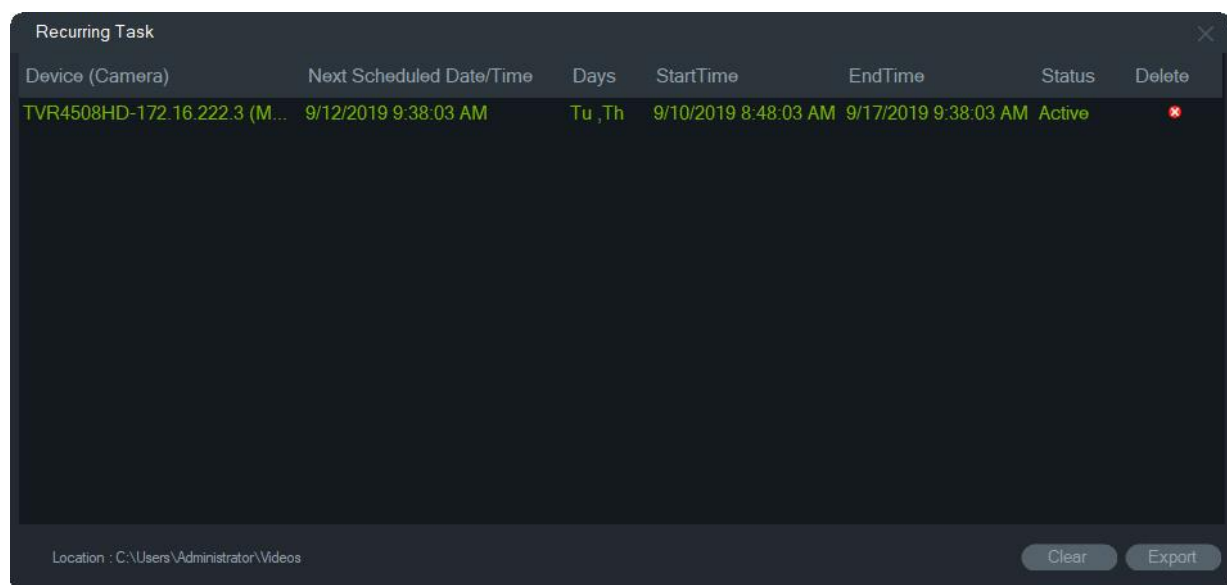 Recurring Task
Device (Camera) Next Scheduled Date/Time Days StartTime EndTime Status Delete
TVR4508HD-172.16.222.3 (M... 9/12/2019 9:38:03 AM Tu ,Th 9/10/2019 8:48:03 AM 9/17/2019 9:38:03 AM Active
Location : C:\Users\Administrator\Videos Clear Export